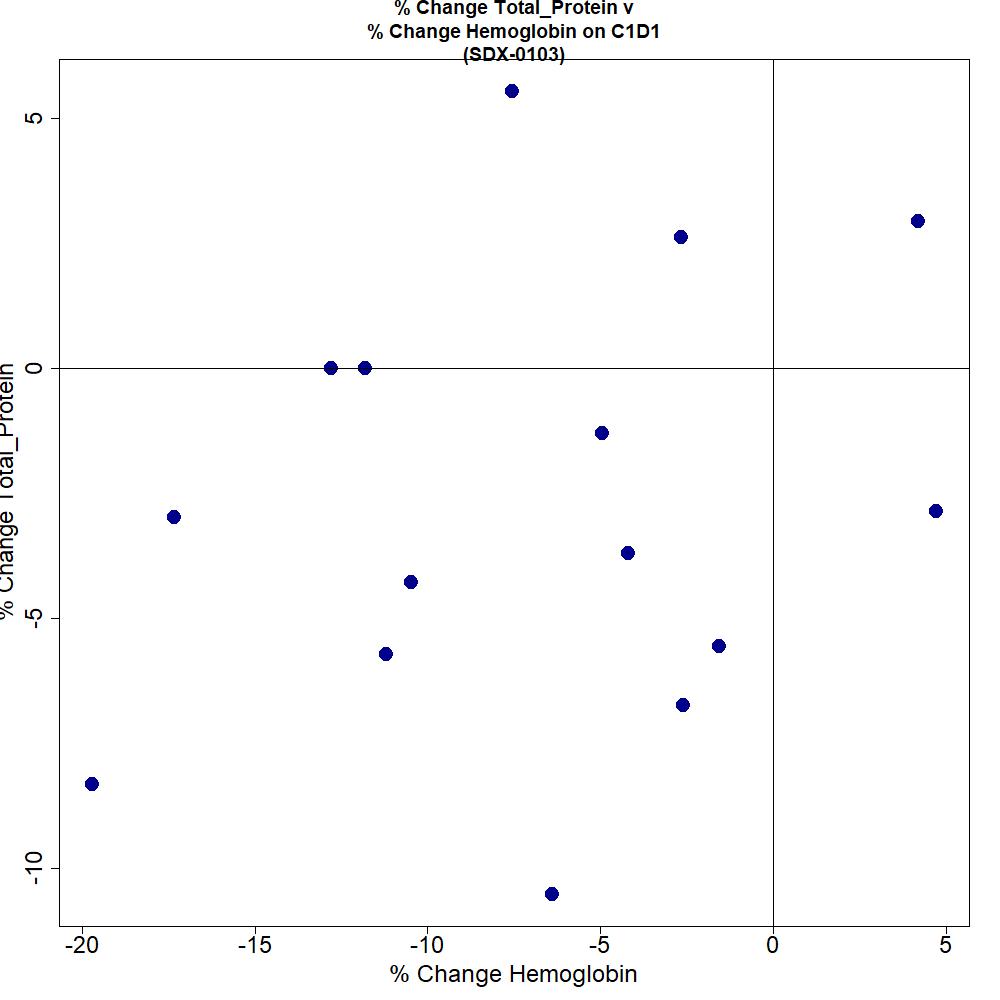 % Change Total_Protein v
% Change Hemoglobin on C1D1
(SDX-0103)
% Change Total_Protein
5
0
-5
-10
-20 -15 -10 -5 0 5
% Change Hemoglobin